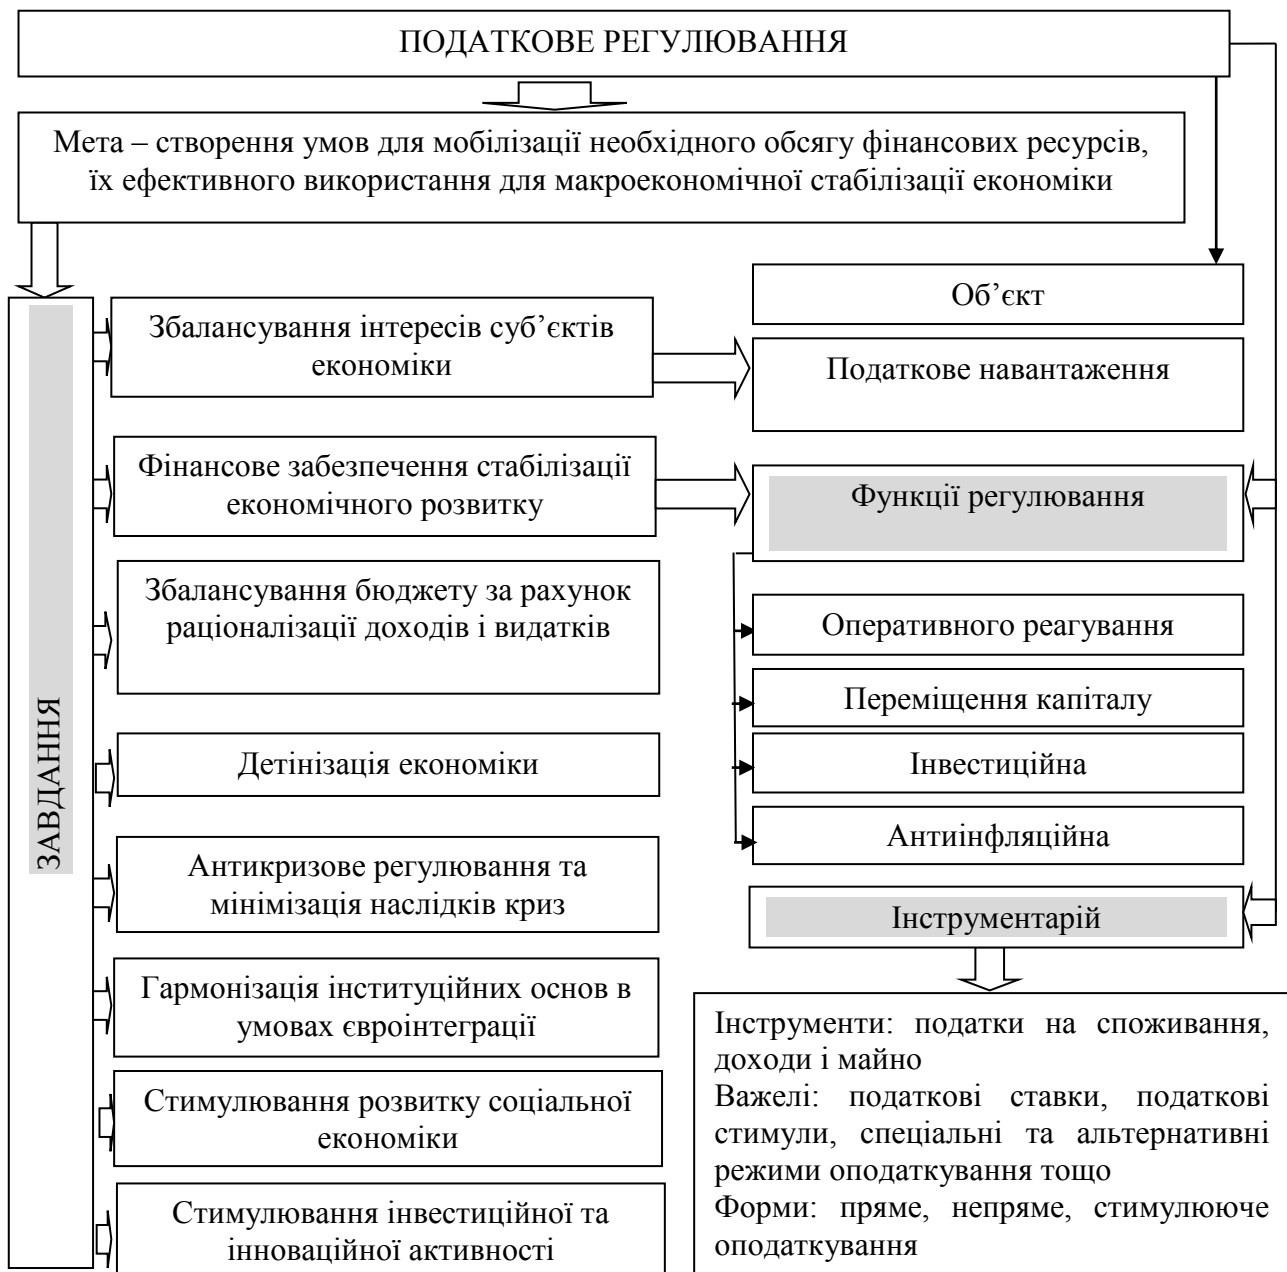 ПОДАТКОВЕ РЕГУЛЮВАННЯ
Мета – створення умов для мобілізації необхідного обсягу фінансових ресурсів,
їх ефективного використання для макроекономічної стабілізації економіки
ЗАВДАННЯ
Збалансування інтересів суб’єктів
економіки
Фінансове забезпечення стабілізації
економічного розвитку
Збалансування бюджету за рахунок
раціоналізації доходів і видатків
Детінізація економіки
Антикризове регулювання та
мінімізація наслідків криз
Гармонізація інституційних основ в
умовах євроінтеграції
Стимулювання розвитку соціальної
економіки
Стимулювання інвестиційної та
інноваційної активності
Об’єкт
Податкове навантаження
Функції регулювання
Оперативного реагування
Переміщення капіталу
Інвестиційна
Антиінфляційна
Інструментарій
Інструменти: податки на споживання,
доходи і майно
Важелі: податкові ставки, податкові
стимули, спеціальні та альтернативні
режими оподаткування тощо
Форми: пряме, непряме, стимулююче
оподаткування